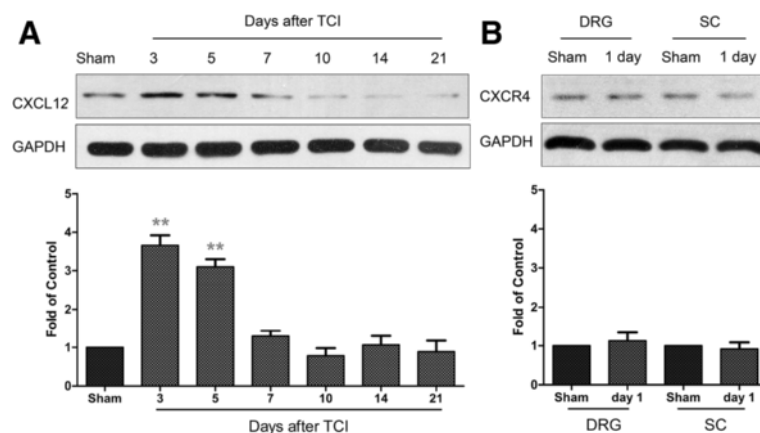 A
Days after TCI
Sham 3 5 7 10 14 21
CXCL12
GAPDH
Fold of Control
5
4
3
2
1
0
**
**
Sham 3 5 7 10 14 21
Days after TCI
B
DRG SC
Sham 1 day Sham 1 day
CXCR4
GAPDH
Fold of Control
5
4
3
2
1
0
Sham day 1 Sham day 1
DRG SC